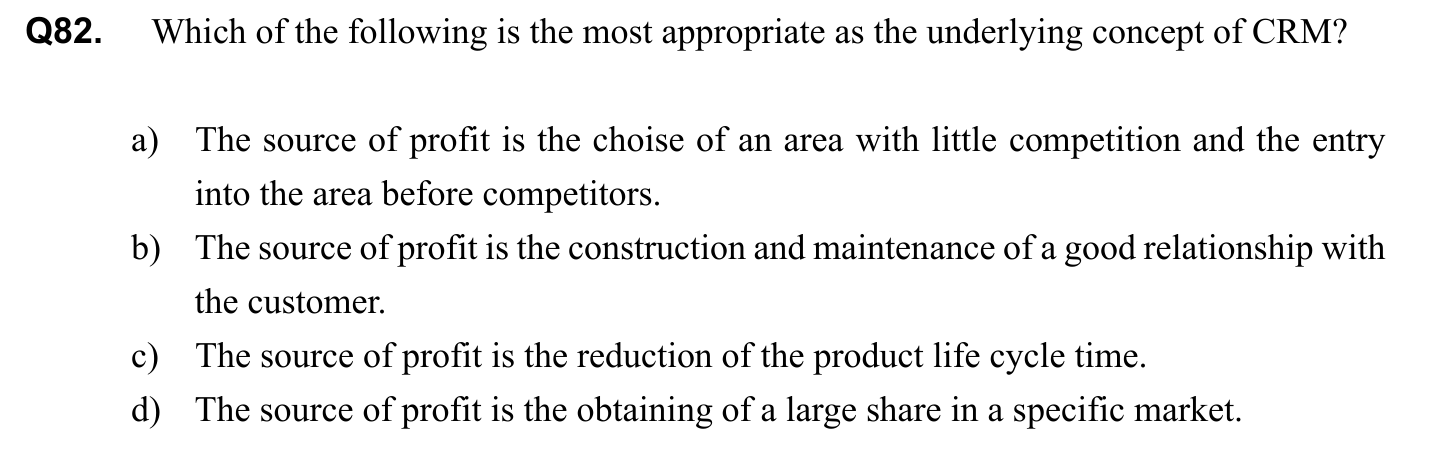 Q82. Which of the following is the most appropriate as the underlying concept of CRM?
a) The source of profit is the choise of an area with little competition and the entry
into the area before competitors.
b) The source of profit is the construction and maintenance of a good relationship with
the customer.
c) The source of profit is the reduction of the product life cycle time.
d) The source of profit is the obtaining of a large share in a specific market.